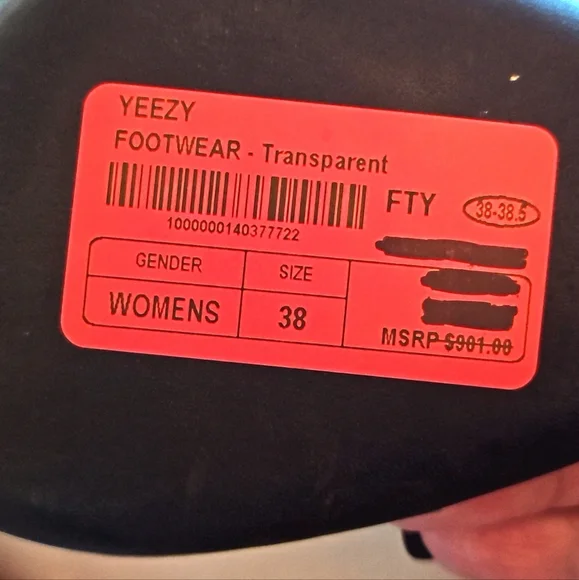 YEEZY
FOOTWEAR - Transparent
FTY
38-38.5
1000000140377722
GENDER
SIZE
WOMENS
38
MSRP $901.00